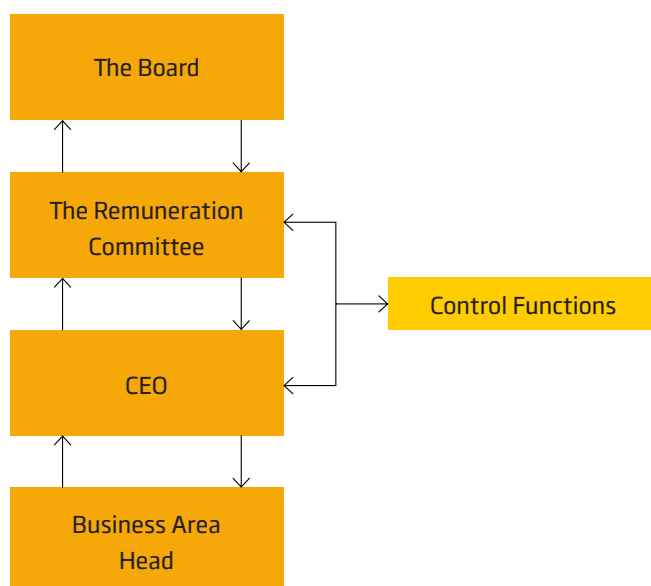 The Board
The Remuneration
Committee
Control Functions
CEO
Business Area
Head